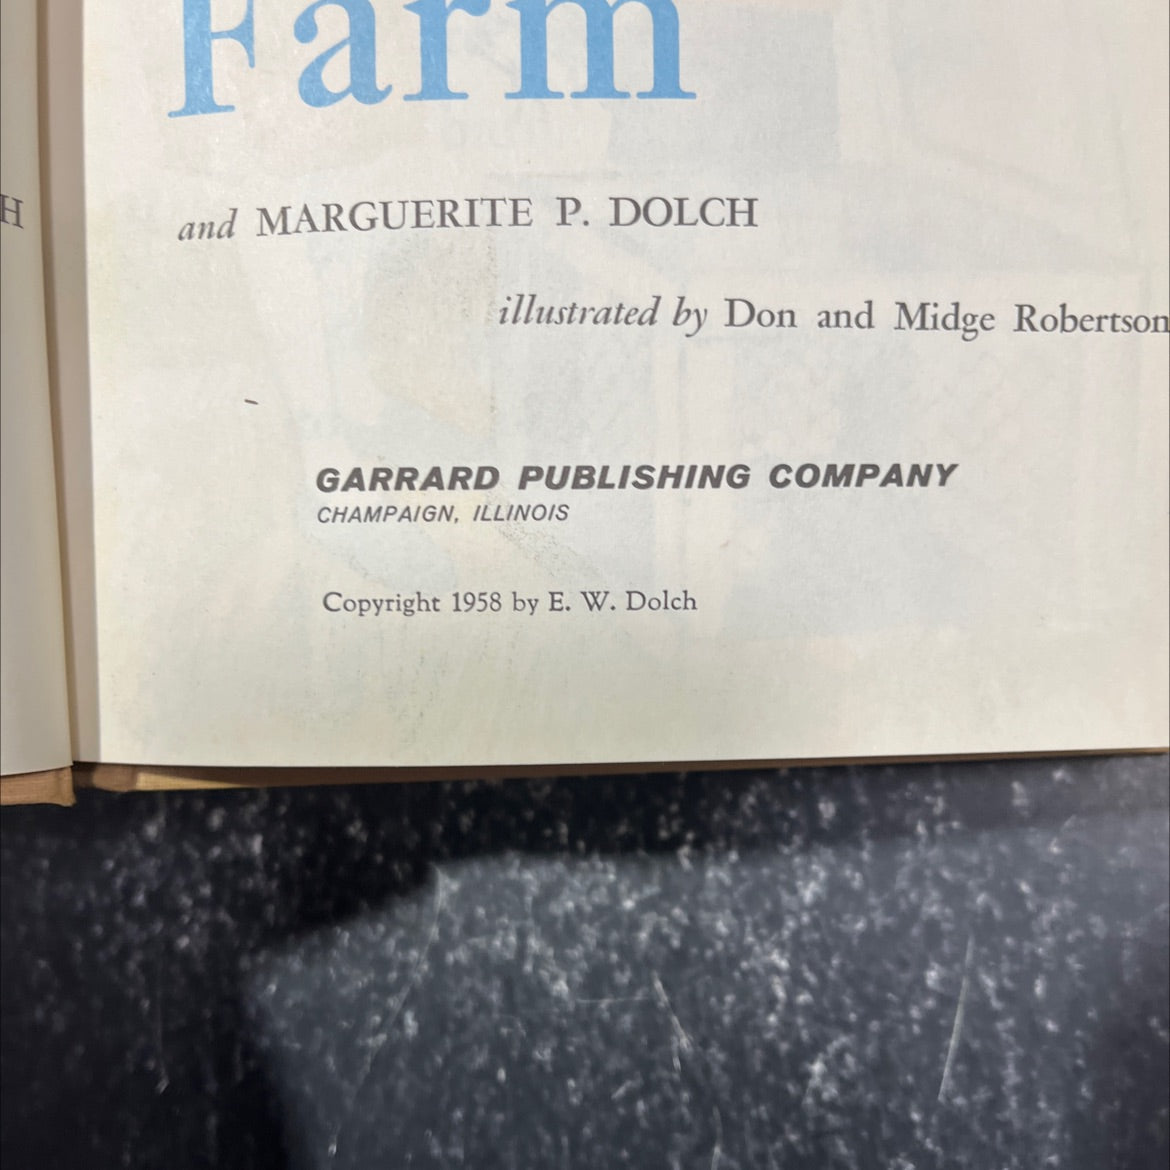 Farm
H
and MARGUERITE P. DOLCH
illustrated by Don and Midge Robertson
GARRARD PUBLISHING COMPANY
CHAMPAIGN, ILLINOIS
Copyright 1958 by E. W. Dolch